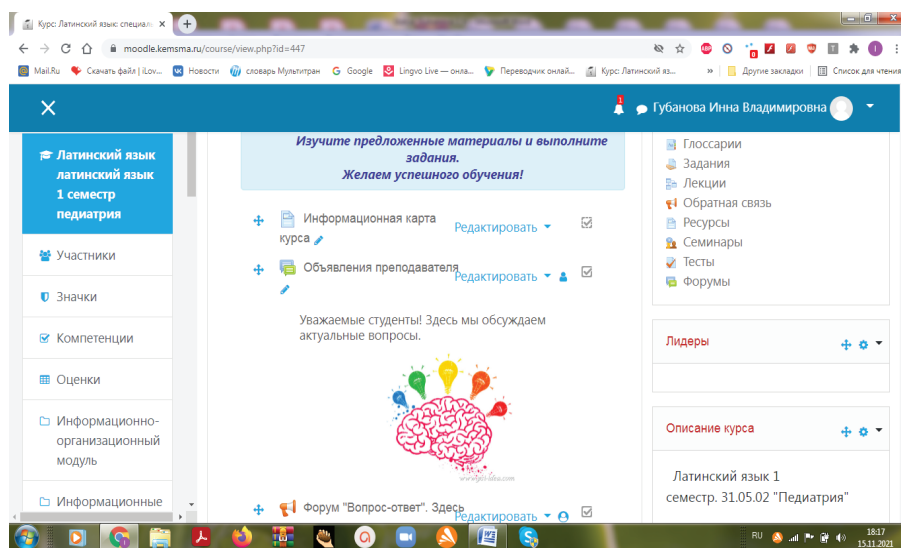 Курс: Латинский язык: специаль
moodle.kemsma.ru/course/view.php?id=447
Mail.Ru
Скачать файл | iLov...
Новости
словарь Мультитран
Google
Lingvo Live — онла...
Переводчик онлай...
Курс: Латинский яз...
»
Другие закладки
Список для чтения
1
Губанова Инна Владимировна
Латинский язык
латинский язык
1 семестр
педиатрия
Участники
Значки
Компетенции
Оценки
Информационно-
организационный
модуль
Информационные
Изучите предложенные материалы и выполните
задания.
Желаем успешного обучения!
Информационная карта
курса
Редактировать
Объявления преподавателя
Редактировать
Уважаемые студенты! Здесь мы обсуждаем
актуальные вопросы.
Форум "Вопрос-ответ". Здесь
Редактировать
Глоссарии
Задания
Лекции
Обратная связь
Ресурсы
Семинары
Тесты
Форумы
Лидеры
Описание курса
Латинский язык 1
семестр. 31.05.02 "Педиатрия"
RU
18:17
15.11.2021